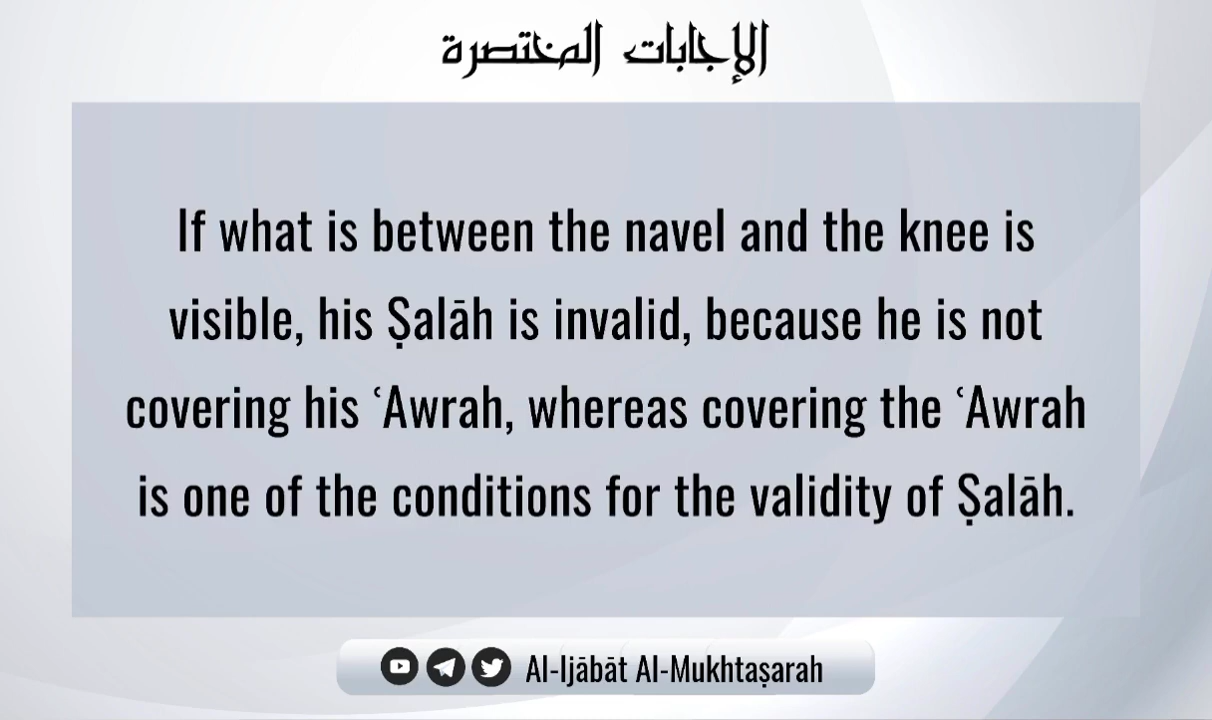 الإجابات المختصرة
If what is between the navel and the knee is
visible, his Ṣalāh is invalid, because he is not
covering his ʿAwrah, whereas covering the ʿAwrah
is one of the conditions for the validity of Ṣalāh.
Al-Ijābāt Al-Mukhtaṣarah